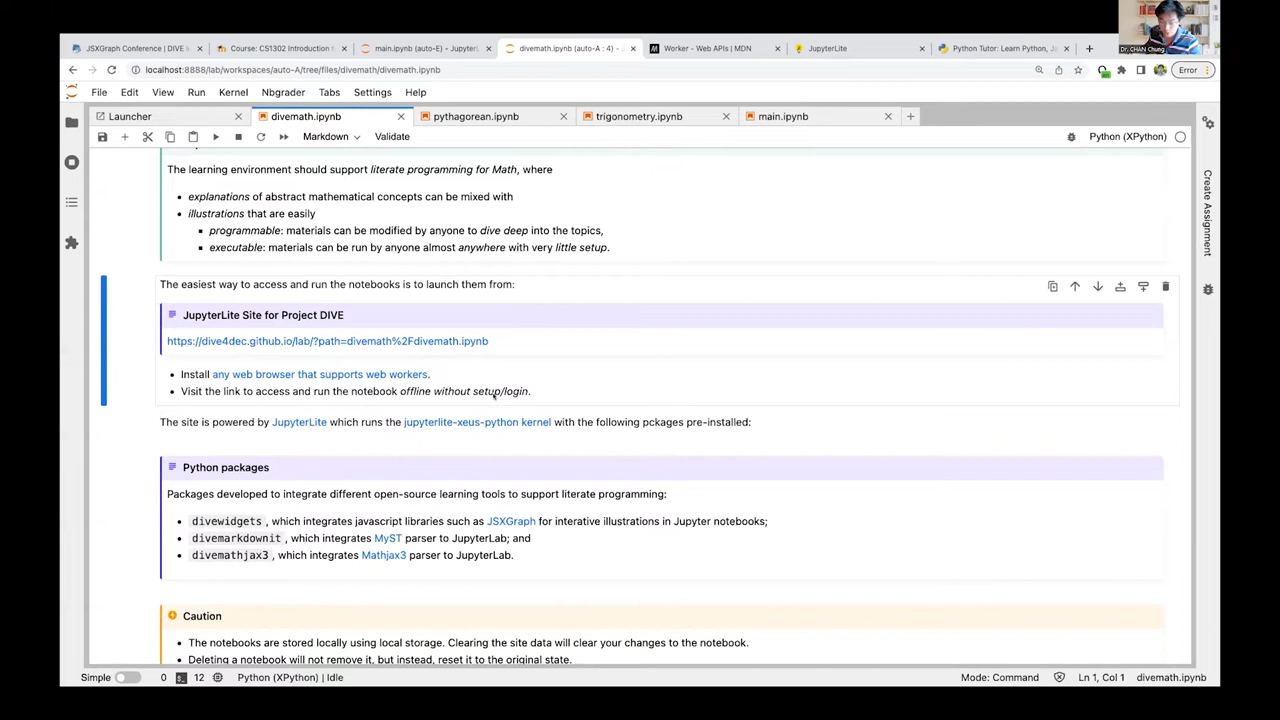 JSXGraph Conference | DIVE
Course: CS1302 Introduction
main.ipynb (auto-E) - Jupyter
divemath.ipynb (auto-A : 4) -
Worker - Web APIs | MDN
JupyterLite
Python Tutor: Learn Python, J
Dr. CHAN Chung
localhost:8888/lab/workspaces/auto-A/tree/files/divemath/divemath.ipynb
Error
File Edit View Run Kernel Nbgrader Tabs Settings Help
Launcher
divemath.ipynb
pythagorean.ipynb
trigonometry.ipynb
main.ipynb
Markdown
Validate
Python (XPython)
The learning environment should support literate programming for Math, where
explanations of abstract mathematical concepts can be mixed with
illustrations that are easily
programmable: materials can be modified by anyone to dive deep into the topics,
executable: materials can be run by anyone almost anywhere with very little setup.
The easiest way to access and run the notebooks is to launch them from:
JupyterLite Site for Project DIVE
https://dive4dec.github.io/lab/?path=divemath%2Fdivemath.ipynb
Install any web browser that supports web workers.
Visit the link to access and run the notebook offline without setup/login.
The site is powered by JupyterLite which runs the jupyterlite-xeus-python kernel with the following pckages pre-installed:
Python packages
Packages developed to integrate different open-source learning tools to support literate programming:
divewidgets , which integrates javascript libraries such as JSXGraph for interative illustrations in Jupyter notebooks;
divemarkdownit , which integrates MyST parser to JupyterLab; and
divemathjax3 , which integrates Mathjax3 parser to JupyterLab.
Caution
The notebooks are stored locally using local storage. Clearing the site data will clear your changes to the notebook.
Deleting a notebook will not remove it, but instead, reset it to the original state.
Create Assignment
Simple
0
12
Python (XPython) | Idle
Mode: Command
Ln 1, Col 1
divemath.ipynb